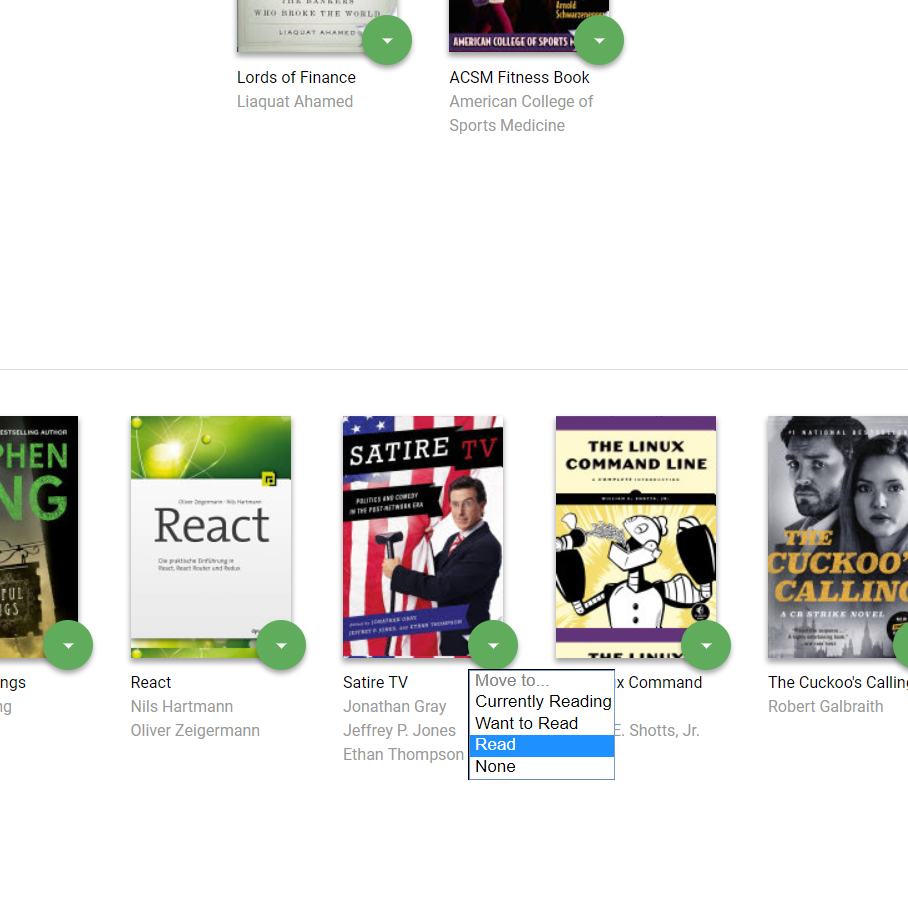 THE BANKERS
WHO BROKE THE WORLD
LIAQUAT AHAMED
Arnold
Schwarzenegger
AMERICAN COLLEGE OF SPORTS
Lords of Finance
Liaquat Ahamed
ACSM Fitness Book
American College of
Sports Medicine
BESTSELLING AUTHOR
PHEN
NG
Oliver Zeigermann · Nils Hartmann
React
Die praktische Einführung in
React, React Router und Redux
SATIRE TV
POLITICS AND COMEDY
IN THE POST-NETWORK ERA
Edited by JONATHAN GRAY,
JEFFREY P. JONES, and ETHAN THOMPSON
THE LINUX
COMMAND LINE
A COMPLETE INTRODUCTION
WILLIAM E. SHOTTS, JR.
THE LINUX
#1 NATIONAL BESTSELLER
THE
CUCKOO'
CALLING
A CB STRIKE NOVEL
ngs
ng
React
Nils Hartmann
Oliver Zeigermann
Satire TV
Jonathan Gray
Jeffrey P. Jones
Ethan Thompson
Move to...
Currently Reading
Want to Read
Read
None
x Command
E. Shotts, Jr.
The Cuckoo's Calling
Robert Galbraith